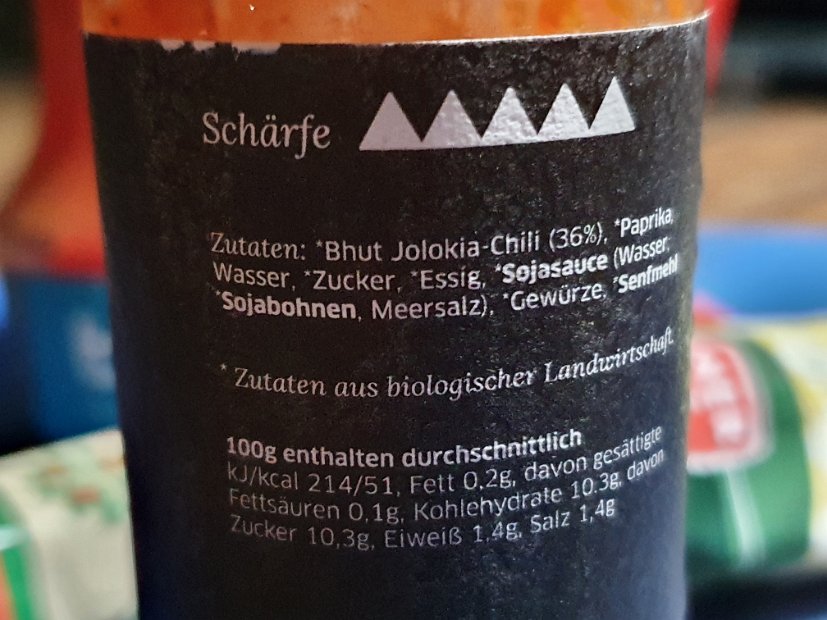 Schärfe
Zutaten: *Bhut Jolokia-Chili (36%), *Paprika,
Wasser, *Zucker, *Essig, *Sojasauce (Wasser,
*Sojabohnen, Meersalz), *Gewürze, *Senfmehl
* Zutaten aus biologischer Landwirtschaft.
100g enthalten durchschnittlich
kJ/kcal 214/51, Fett 0.2g, davon gesättigte
Fettsäuren 0,1g, Kohlehydrate 10.3g, davon
Zucker 10,3g, Eiweiß 1.4g, Salz 1,4g